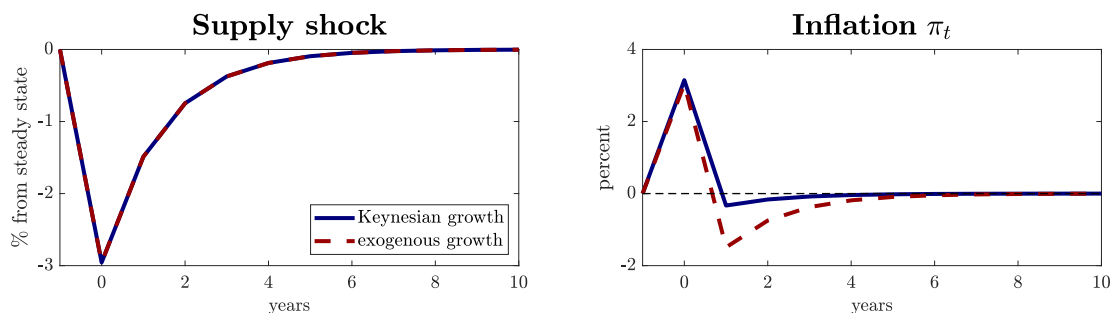 Supply shock
% from steady state
0
-1
-2
-3
0 2 4 6 8 10
years
Keynesian growth
exogenous growth
Inflation πt
percent
4
2
0
-2
0 2 4 6 8 10
years